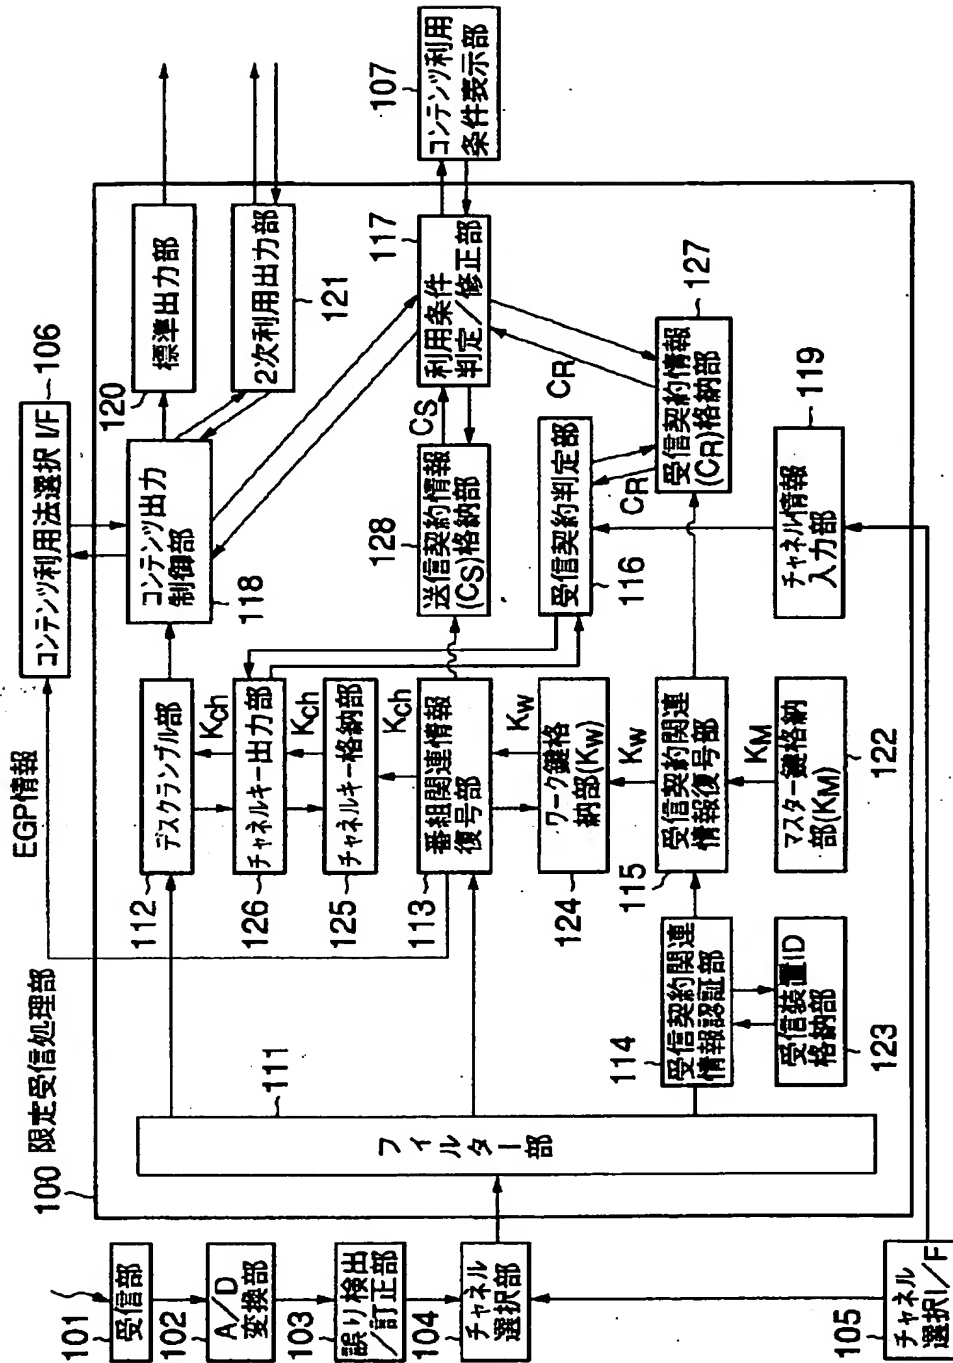 100 限定受信処理部
EGP情報
101
受信部
102
A/D
変換部
103
誤り検出
/訂正部
104
チャネル
選択部
105
チャネル
選択I/F
コンテンツ利用法選択 I/F
106
コンテンツ利用
条件表示部
107
111
フィルター部
112
デスクランブル部
Kch
126
チャネルキー出力部
Kch
125
チャネルキー格納部
Kch
113
番組関連情報
復号部
Kw
124
ワーク鍵格
納部(Kw)
Kw
115
受信契約関連
情報復号部
KM
マスター鍵格納
部(KM)
122
114
受信契約関連
情報認証部
受信装置ID
格納部
123
コンテンツ出力
制御部
118
120
標準出力部
2次利用出力部
121
117
利用条件
判定/修正部
CS
128
送信契約情報
(CS)格納部
受信契約判定部
116
CR
CR
127
受信契約情報
(CR)格納部
119
チャネル情報
入力部